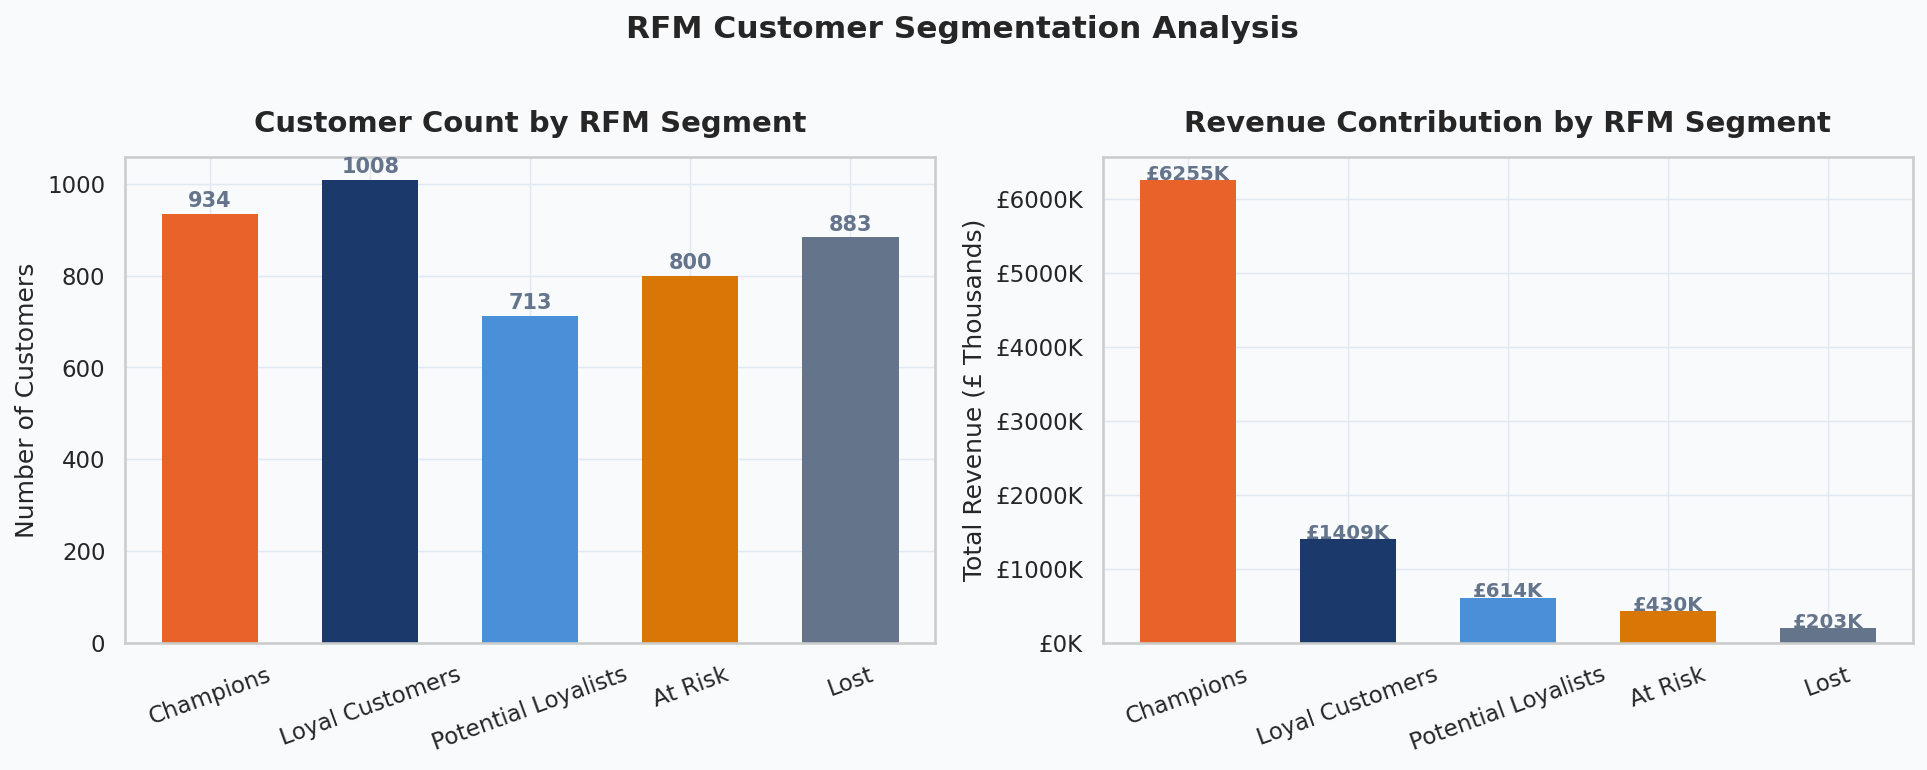 RFM Customer Segmentation Analysis
Customer Count by RFM Segment
Number of Customers
1000
800
600
400
200
0
934
1008
713
800
883
Champions
Loyal Customers
Potential Loyalists
At Risk
Lost
Revenue Contribution by RFM Segment
Total Revenue (£ Thousands)
£6000K
£5000K
£4000K
£3000K
£2000K
£1000K
£0K
£6255K
£1409K
£614K
£430K
£203K
Champions
Loyal Customers
Potential Loyalists
At Risk
Lost